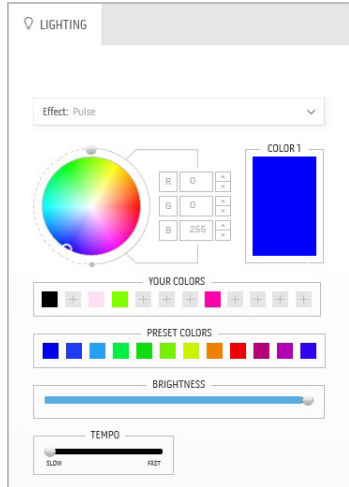 LIGHTING
Effect: Pulse
COLOR 1
R 0
G 0
B 255
YOUR COLORS
PRESET COLORS
BRIGHTNESS
TEMPO
SLOW FAST